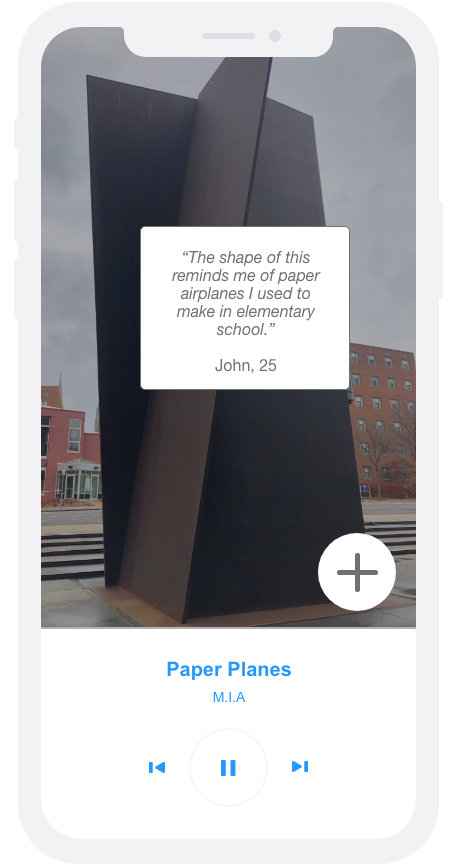 “The shape of this
reminds me of paper
airplanes I used to
make in elementary
school.”
John, 25
Paper Planes
M.I.A